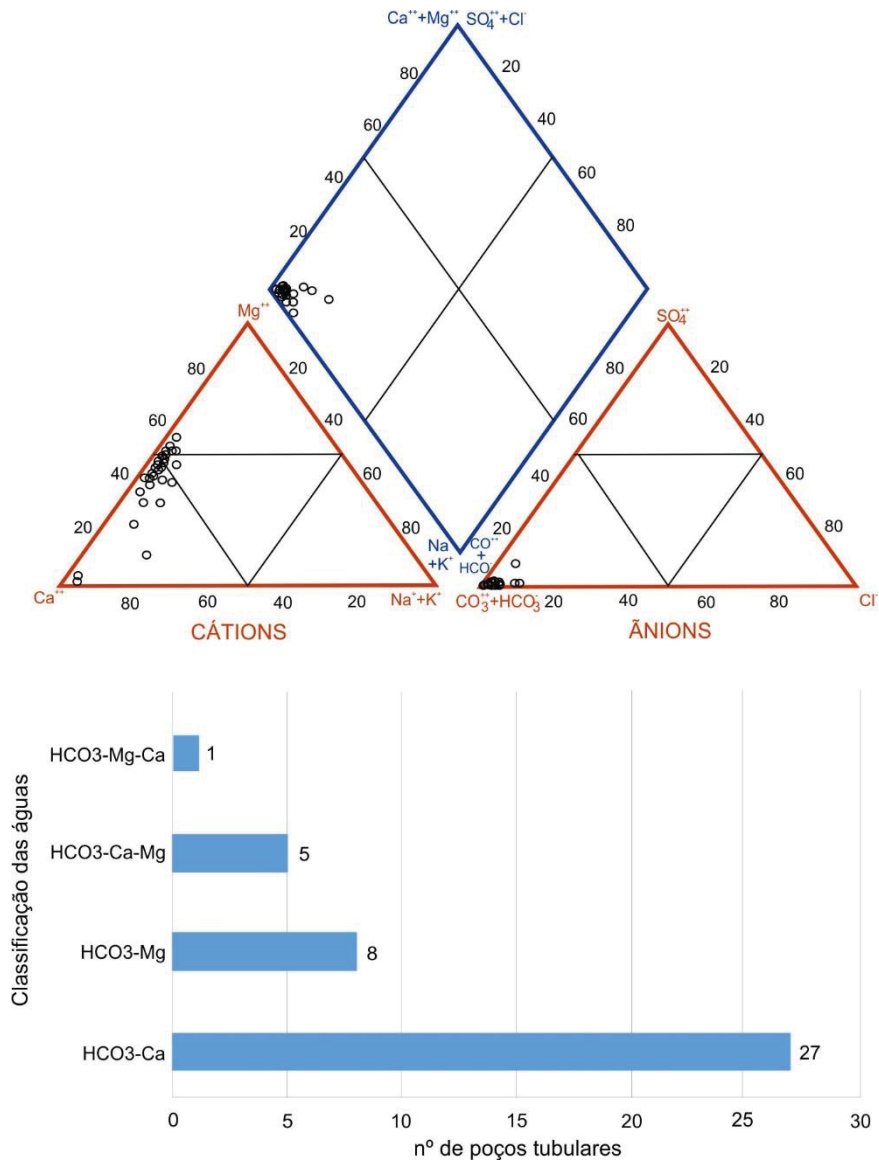 Ca⁺⁺+Mg⁺⁺ SO₄⁺⁺+Cl⁻
80 20
60 40
40 60
20 80
Mg⁺⁺ SO₄⁺⁺
80 20 80 20
60 40 60 40
40 60 40 60
20 80 20 80
Na CO⁺⁺
+K⁺ +
HCO
Ca⁺⁺ 80 60 40 20 Na⁺+K⁺ CO₃⁺⁺+HCO₃⁻ 20 40 60 80 Cl⁻
CÁTIONS ÃNIONS
Classificação das águas
HCO3-Mg-Ca 1
HCO3-Ca-Mg 5
HCO3-Mg 8
HCO3-Ca 27
0 5 10 15 20 25 30
nº de poços tubulares